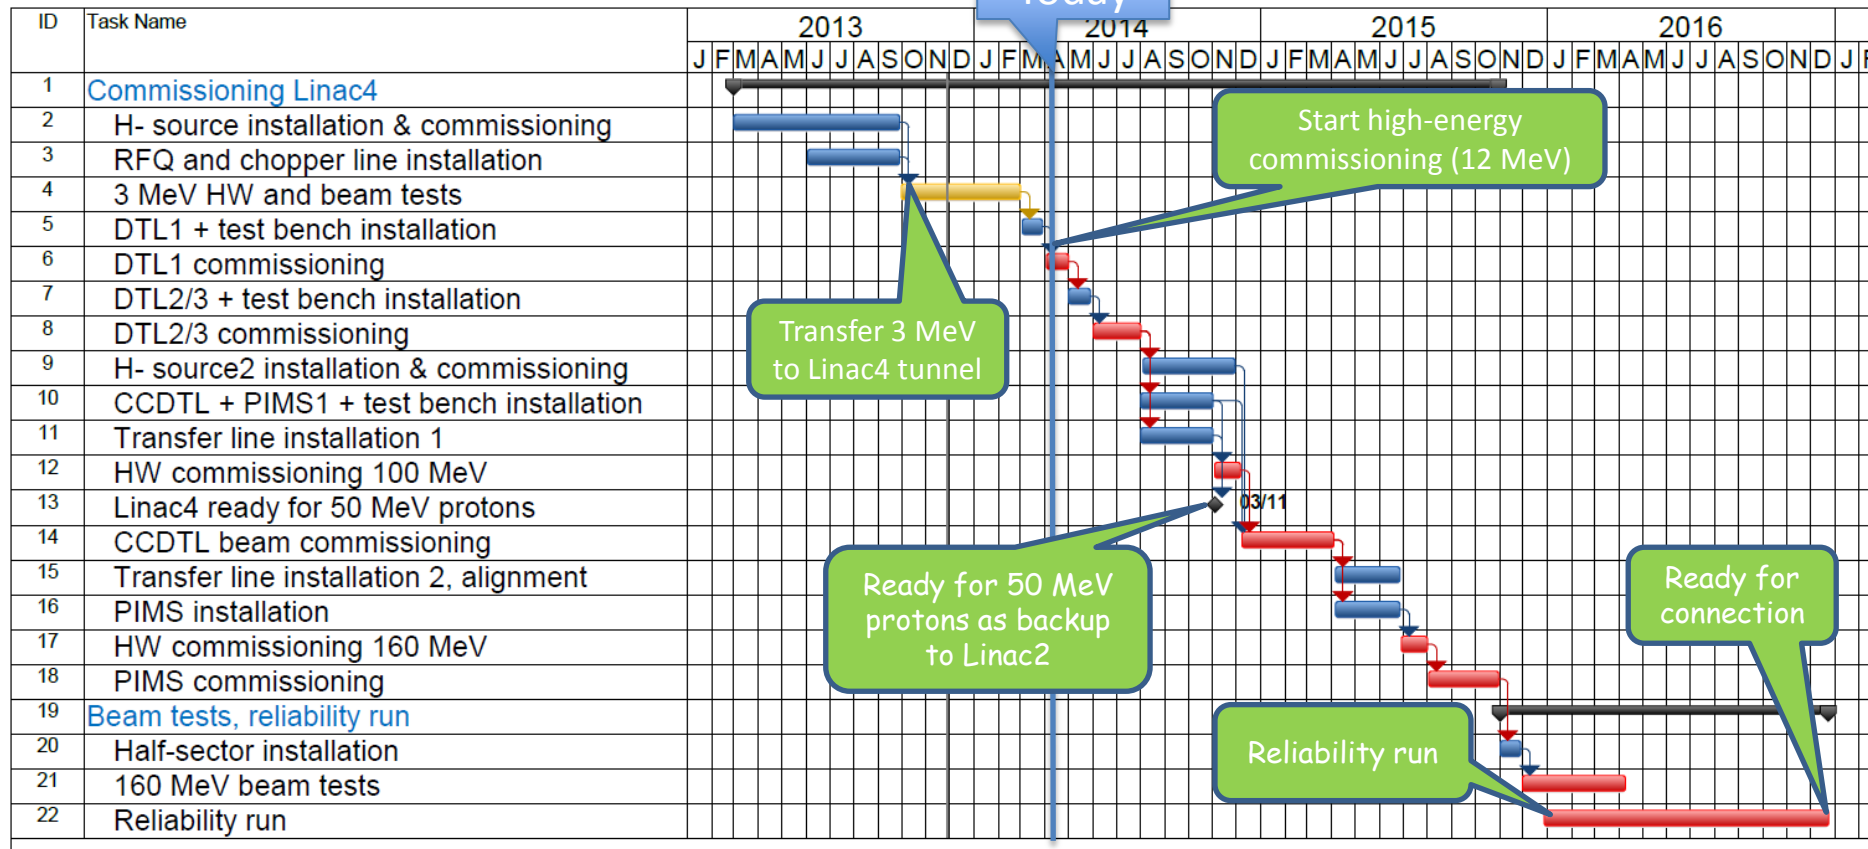 Today
ID Task Name 2013 2014 2015 2016
J F M A M J J A S O N D J F M A M J J A S O N D J F M A M J J A S O N D J F M A M J J A S O N D J F
1 Commissioning Linac4
2 H- source installation & commissioning
3 RFQ and chopper line installation
4 3 MeV HW and beam tests
5 DTL1 + test bench installation
6 DTL1 commissioning
7 DTL2/3 + test bench installation
8 DTL2/3 commissioning
9 H- source2 installation & commissioning
10 CCDTL + PIMS1 + test bench installation
11 Transfer line installation 1
12 HW commissioning 100 MeV
13 Linac4 ready for 50 MeV protons
03/11
14 CCDTL beam commissioning
15 Transfer line installation 2, alignment
16 PIMS installation
17 HW commissioning 160 MeV
18 PIMS commissioning
19 Beam tests, reliability run
20 Half-sector installation
21 160 MeV beam tests
22 Reliability run
Start high-energy
commissioning (12 MeV)
Transfer 3 MeV
to Linac4 tunnel
Ready for 50 MeV
protons as backup
to Linac2
Ready for
connection
Reliability run